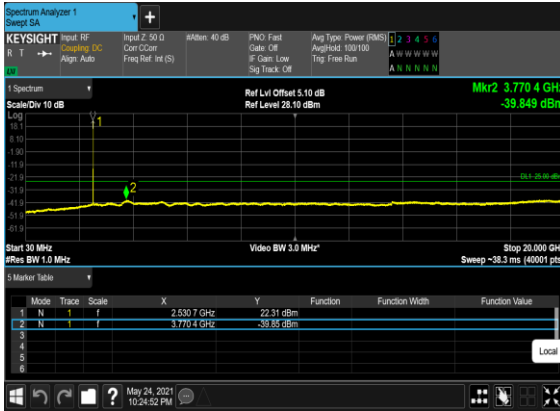 Spectrum Analyzer 1
Swept SA
KEYSIGHT Input: RF Input Z: 50 Ω #Atten: 40 dB PNO: Fast Avg Type: Power (RMS) 1 2 3 4 5 6
R T Coupling: DC Corr CCorr Gate: Off Avg|Hold: 100/100 A W W W W W
Align: Auto Freq Ref: Int (S) IF Gain: Low Trig: Free Run
Sig Track: Off A N N N N N
1 Spectrum Ref Lvl Offset 5.10 dB Mkr2 3.770 4 GHz
Scale/Div 10 dB Ref Level 28.10 dBm -39.849 dBm
Log
18.1 1
8.10
-1.90
-11.9
-21.9 DL1 -25.00 dBm
-31.9 2
-41.9
-51.9
-61.9
Start 30 MHz Video BW 3.0 MHz* Stop 20.000 GHz
#Res BW 1.0 MHz Sweep ~38.3 ms (40001 pts)
5 Marker Table
Mode Trace Scale X Y Function Function Width Function Value
1 N 1 f 2.530 7 GHz 22.31 dBm
2 N 1 f 3.770 4 GHz -39.85 dBm
3
4
5
6
Local
? May 24, 2021
10:24:52 PM